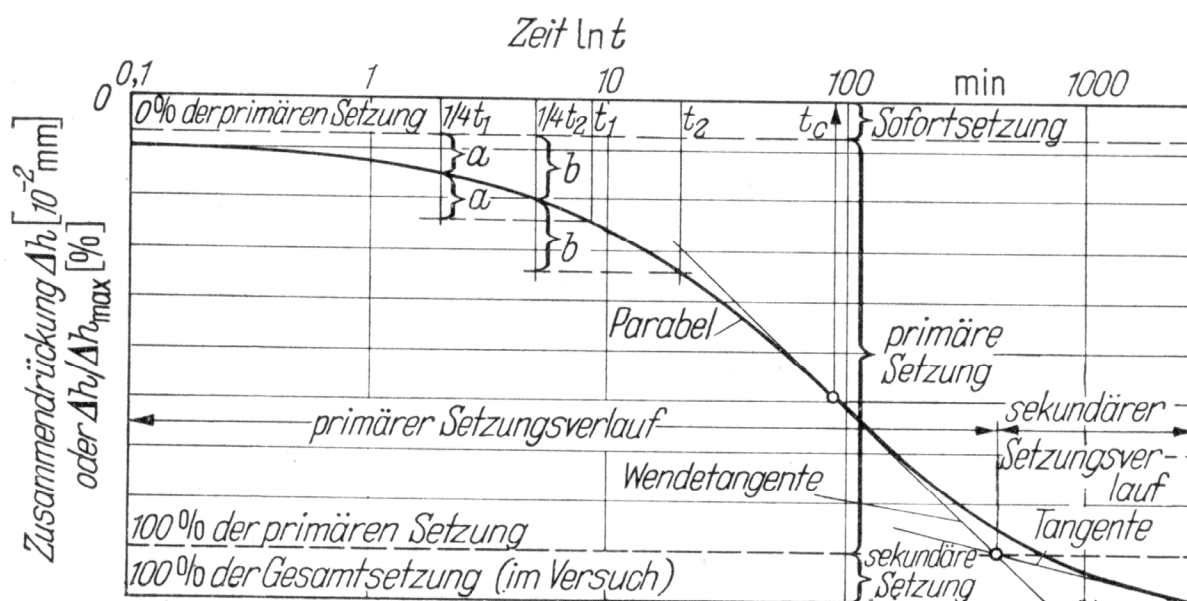 Zeit ln t
0,1 1 10 100 min 1000
0
0% der primären Setzung 1/4t₁ 1/4t₂ t₁ t₂ t_c Sofortsetzung
a
a
b
b
Zusammendrückung Δh [10⁻² mm]
oder Δh/Δh_max [%]
Parabel
primäre
Setzung
primärer Setzungsverlauf
sekundärer
Setzungsver-
lauf
Wendetangente
Tangente
100% der primären Setzung
sekundäre
Setzung
100% der Gesamtsetzung (im Versuch)